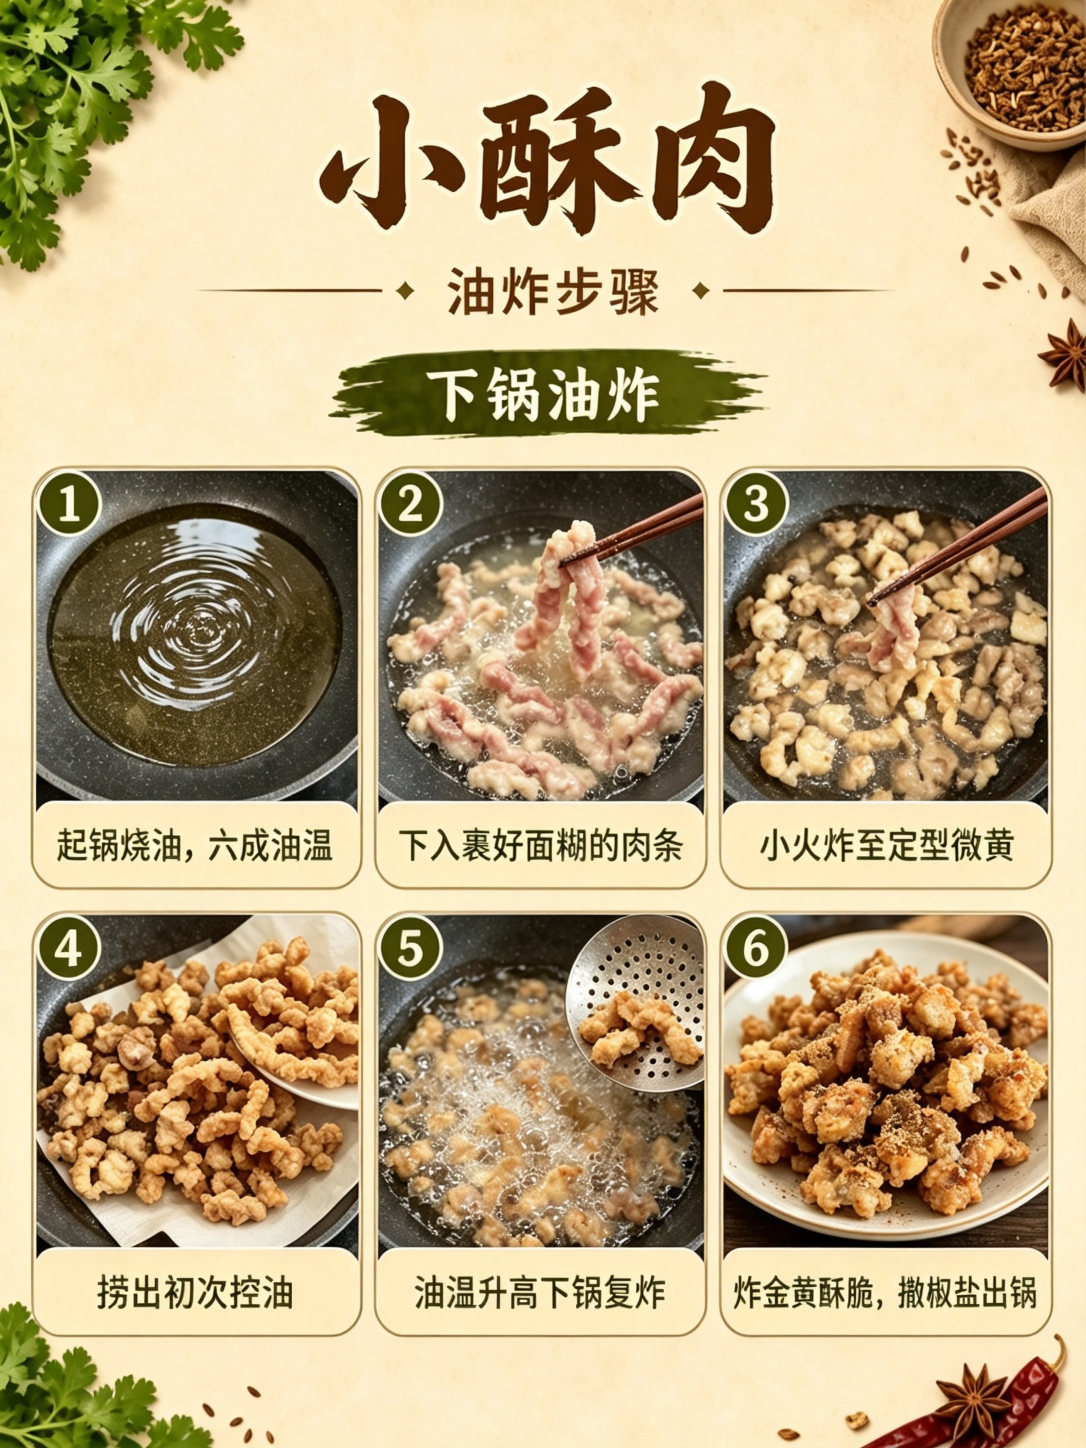 小酥肉
油炸步骤
下锅油炸
1
起锅烧油，六成油温
2
下入裹好面糊的肉条
3
小火炸至定型微黄
4
捞出初次控油
5
油温升高下锅复炸
6
炸金黄酥脆，撒椒盐出锅